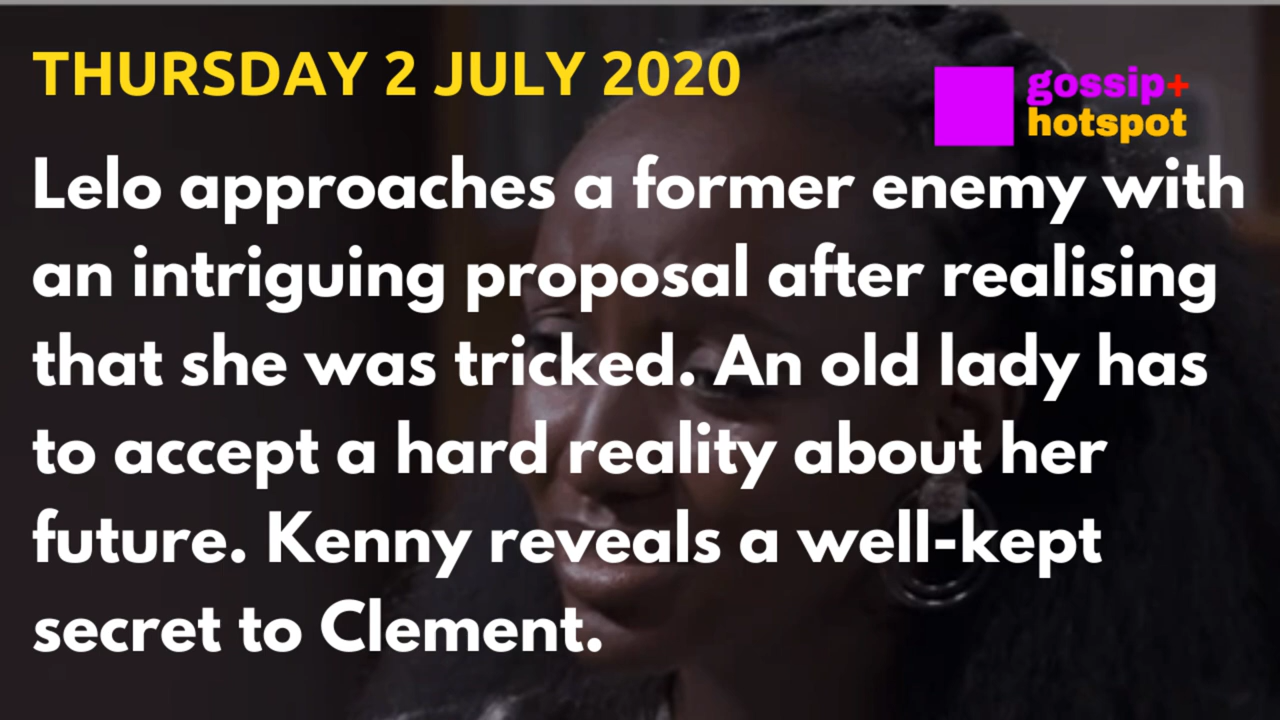 THURSDAY 2 JULY 2020
gossip+
hotspot
Lelo approaches a former enemy with
an intriguing proposal after realising
that she was tricked. An old lady has
to accept a hard reality about her
future. Kenny reveals a well-kept
secret to Clement.